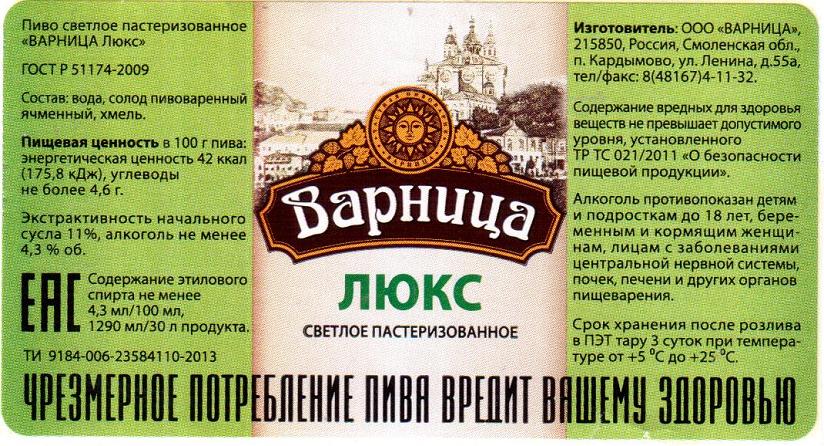 Пиво светлое пастеризованное
«ВАРНИЦА Люкс»
ГОСТ Р 51174-2009
Состав: вода, солод пивоваренный
ячменный, хмель.
Пищевая ценность в 100 г пива:
энергетическая ценность 42 ккал
(175,8 кДж), углеводы
не более 4,6 г.
Экстрактивность начального
сусла 11%, алкоголь не менее
4,3 % об.
ЕАС
Содержание этилового
спирта не менее
4,3 мл/100 мл,
1290 мл/30 л продукта.
ТИ 9184-006-23584110-2013
ВАРНИЦА
Варница
ЛЮКС
СВЕТЛОЕ ПАСТЕРИЗОВАННОЕ
Изготовитель: ООО «ВАРНИЦА»,
215850, Россия, Смоленская обл.,
п. Кардымово, ул. Ленина, д.55а,
тел/факс: 8(48167)4-11-32.
Содержание вредных для здоровья
веществ не превышает допустимого
уровня, установленного
ТР ТС 021/2011 «О безопасности
пищевой продукции».
Алкоголь противопоказан детям
и подросткам до 18 лет, бере-
менным и кормящим женщи-
нам, лицам с заболеваниями
центральной нервной системы,
почек, печени и других органов
пищеварения.
Срок хранения после розлива
в ПЭТ тару 3 суток при темпера-
туре от +5 °С до +25 °С.
ЧРЕЗМЕРНОЕ ПОТРЕБЛЕНИЕ ПИВА ВРЕДИТ ВАШЕМУ ЗДОРОВЬЮ